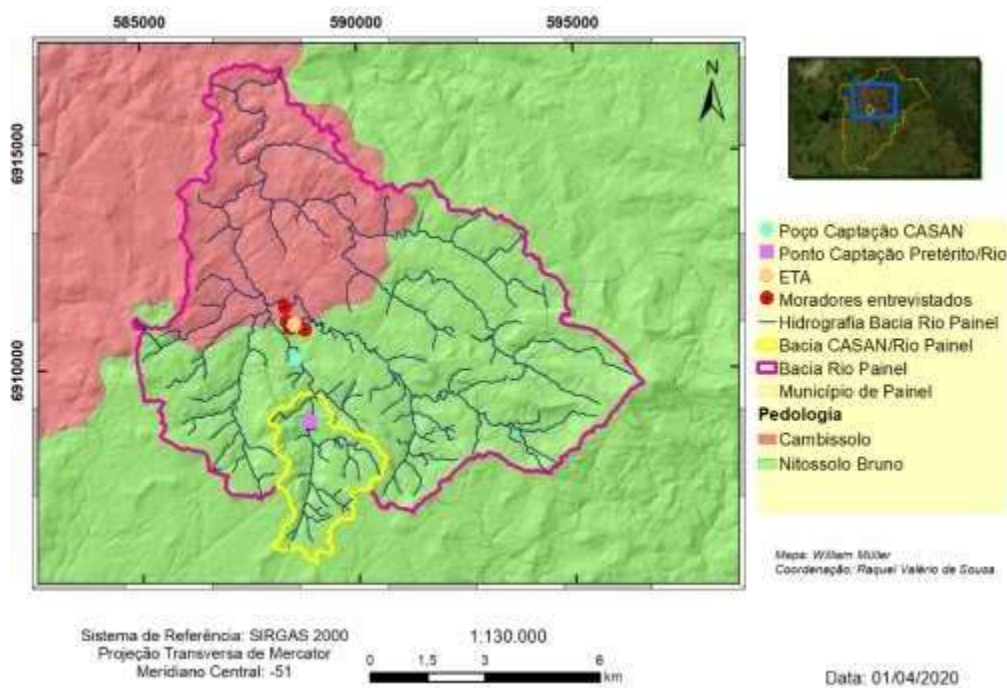 585000
590000
595000
6915000
6910000
N
Poço Captação CASAN
Ponto Captação Pretérito/Rio
ETA
Moradores entrevistados
Hidrografia Bacia Rio Painel
Bacia CASAN/Rio Painel
Bacia Rio Painel
Município de Painel
Pedologia
Cambissolo
Nitossolo Bruno
Mapa: William Müller
Coordenação: Raquel Valério de Sousa
Sistema de Referência: SIRGAS 2000
Projeção Transversa de Mercator
Meridiano Central: -51
1:130.000
0 1,5 3 6
km
Data: 01/04/2020